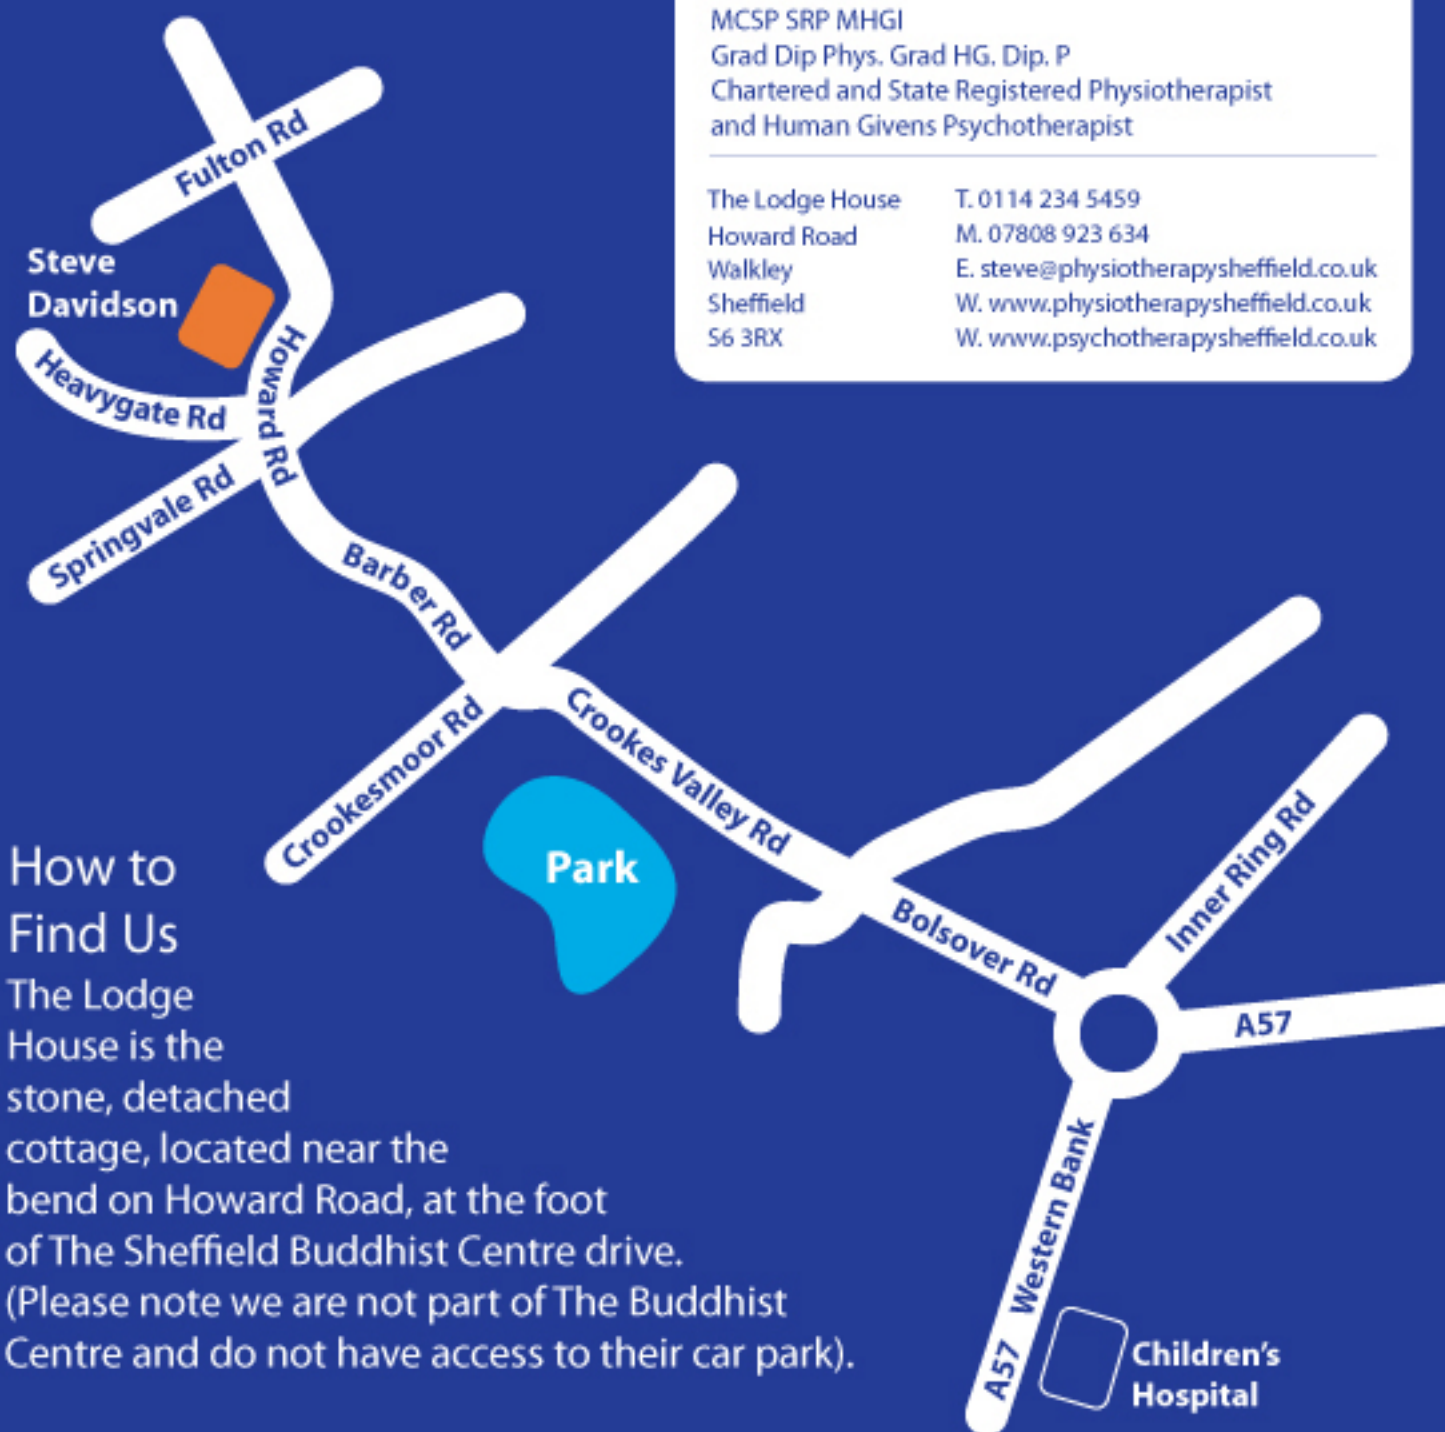 MCSP SRP MHGI
Grad Dip Phys. Grad HG. Dip. P
Chartered and State Registered Physiotherapist
and Human Givens Psychotherapist
The Lodge House
Howard Road
Walkley
Sheffield
S6 3RX
T. 0114 234 5459
M. 07808 923 634
E. steve@physiotherapysheffield.co.uk
W. www.physiotherapysheffield.co.uk
W. www.psychotherapysheffield.co.uk
Fulton Rd
Steve
Davidson
Howard Rd
Heavygate Rd
Springvale Rd
Barber Rd
Crookesmoor Rd
Crookes Valley Rd
Park
Bolsover Rd
Inner Ring Rd
A57
A57 Western Bank
Children's
Hospital
How to
Find Us
The Lodge
House is the
stone, detached
cottage, located near the
bend on Howard Road, at the foot
of The Sheffield Buddhist Centre drive.
(Please note we are not part of The Buddhist
Centre and do not have access to their car park).